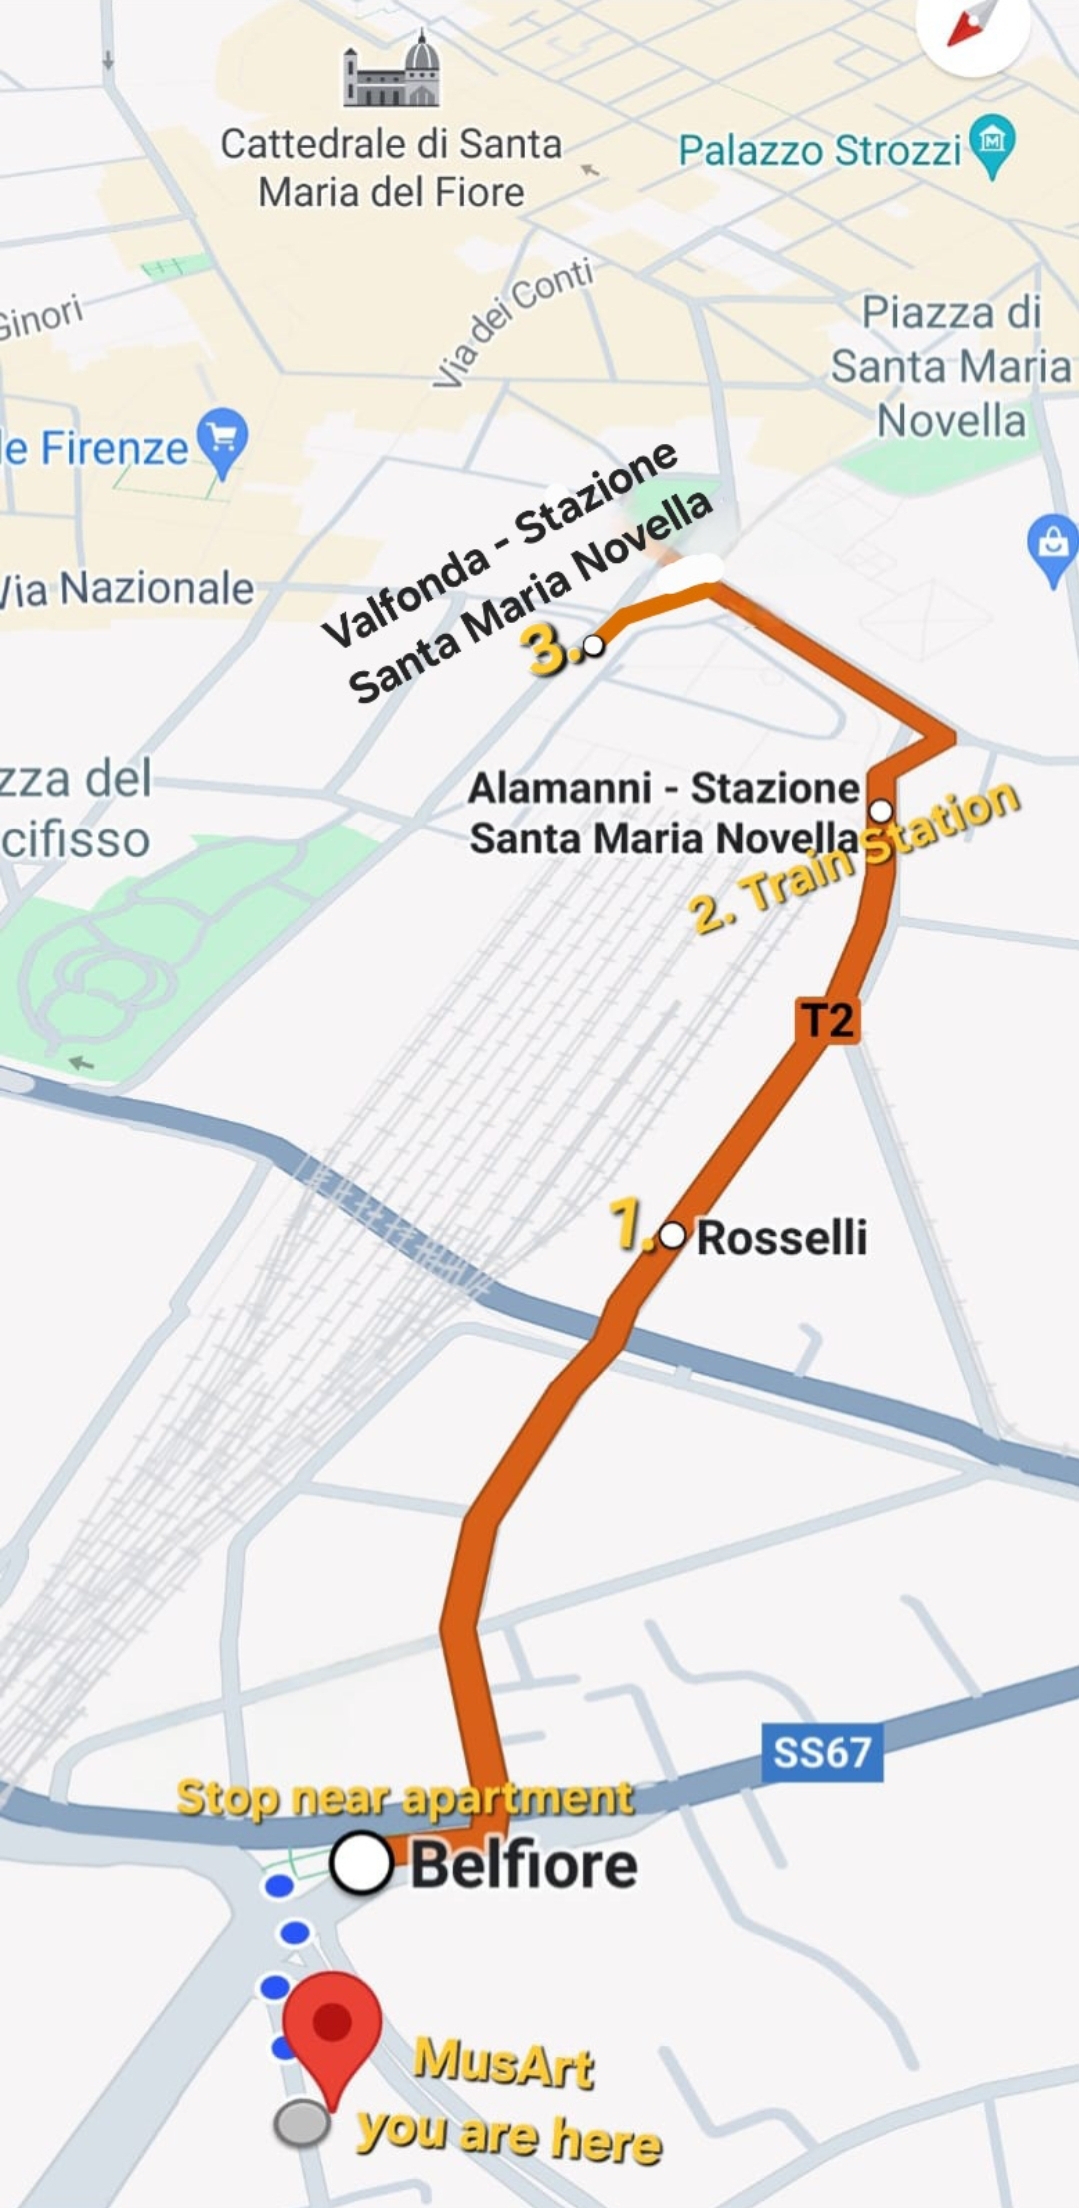 Cattedrale di Santa
Maria del Fiore
Palazzo Strozzi
M
Ginori
Via dei Conti
Piazza di
Santa Maria
Novella
le Firenze
Valfonda - Stazione
Santa Maria Novella
Via Nazionale
3.
zza del
cifisso
Alamanni - Stazione
Santa Maria Novella
2. Train Station
T2
1.
Rosselli
SS67
Stop near apartment
Belfiore
MusArt
you are here